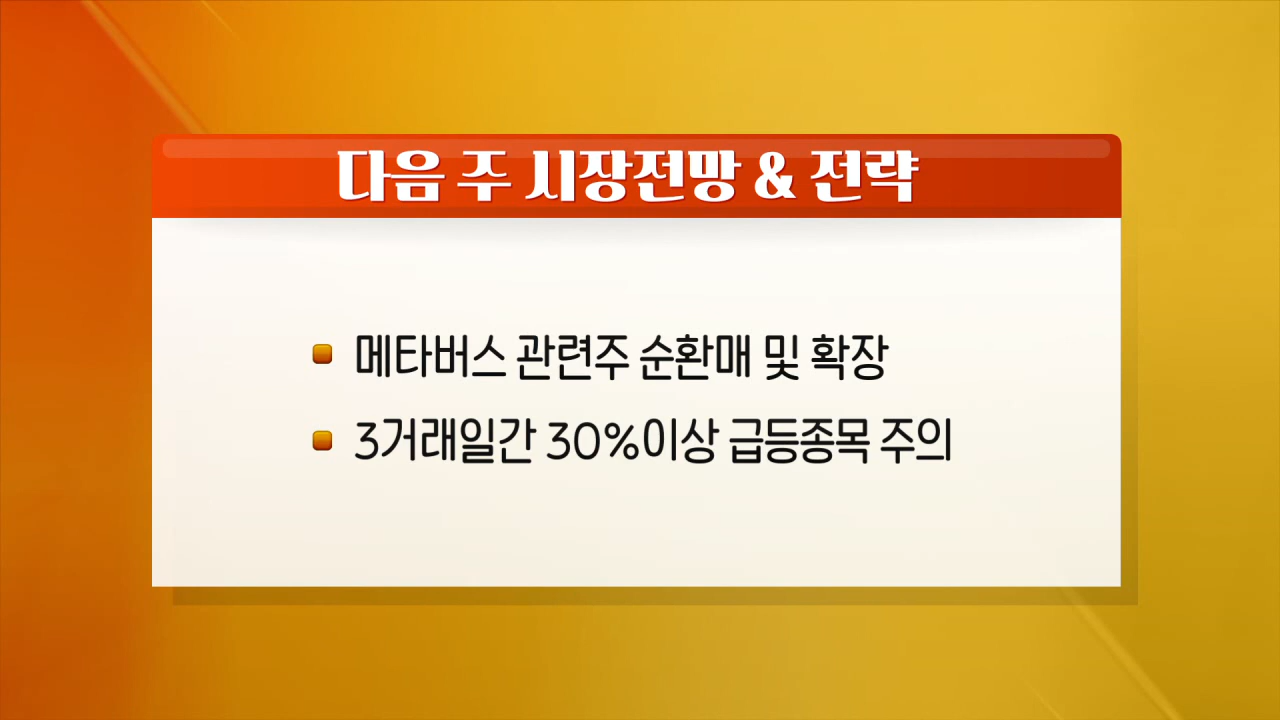 다음 주 시장전망 & 전략
메타버스 관련주 순환매 및 확장
3거래일간 30%이상 급등종목 주의